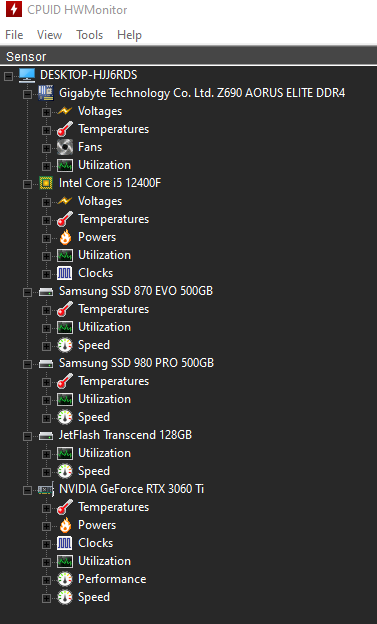 CPUID HWMonitor
File View Tools Help
Sensor
DESKTOP-HJJ6RDS
Gigabyte Technology Co. Ltd. Z690 AORUS ELITE DDR4
Voltages
Temperatures
Fans
Utilization
Intel Core i5 12400F
Voltages
Temperatures
Powers
Utilization
Clocks
Samsung SSD 870 EVO 500GB
Temperatures
Utilization
Speed
Samsung SSD 980 PRO 500GB
Temperatures
Utilization
Speed
JetFlash Transcend 128GB
Utilization
Speed
NVIDIA GeForce RTX 3060 Ti
Temperatures
Powers
Clocks
Utilization
Performance
Speed